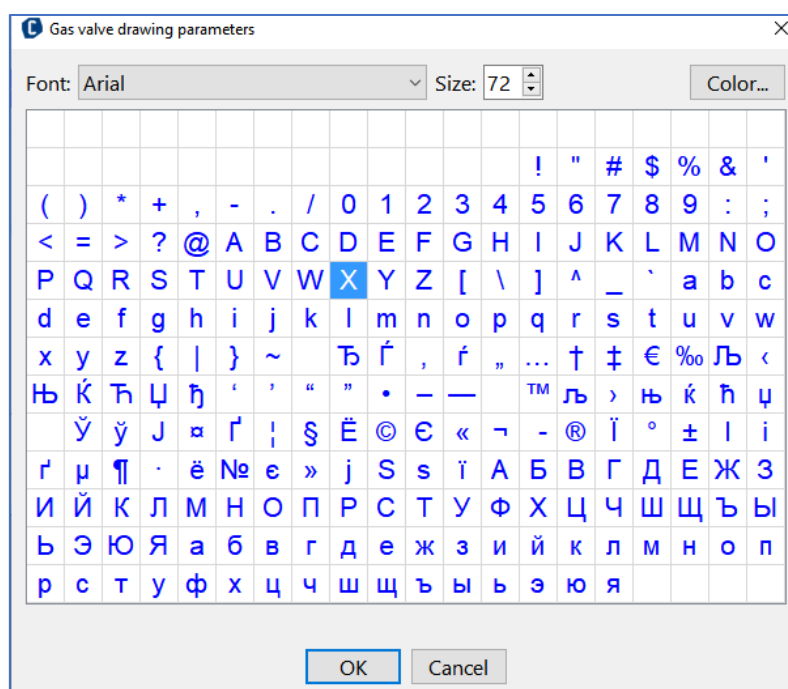 Gas valve drawing parameters
Font: Arial Size: 72 Color...
! " # $ % & '
( ) * + , - . / 0 1 2 3 4 5 6 7 8 9 : ;
< = > ? @ A B C D E F G H I J K L M N O
P Q R S T U V W X Y Z [ \ ] ^ _ ` a b c
d e f g h i j k l m n o p q r s t u v w
x y z { | } ~ Ђ Ѓ ‚ ѓ „ … † ‡ € ‰ Љ ‹
Њ Ќ Ћ Џ ђ ‘ ’ “ ” • – — ™ љ › њ ќ ћ џ
Ў ў Ј ¤ Ґ ¦ § Ё © Є « ¬ - ® Ї ° ± І і
ґ µ ¶ · ё № є » ј Ѕ ѕ ї А Б В Г Д Е Ж З
И Й К Л М Н О П Р С Т У Ф Х Ц Ч Ш Щ Ъ Ы
Ь Э Ю Я а б в г д е ж з и й к л м н о п
р с т у ф х ц ч ш щ ъ ы ь э ю я
OK Cancel